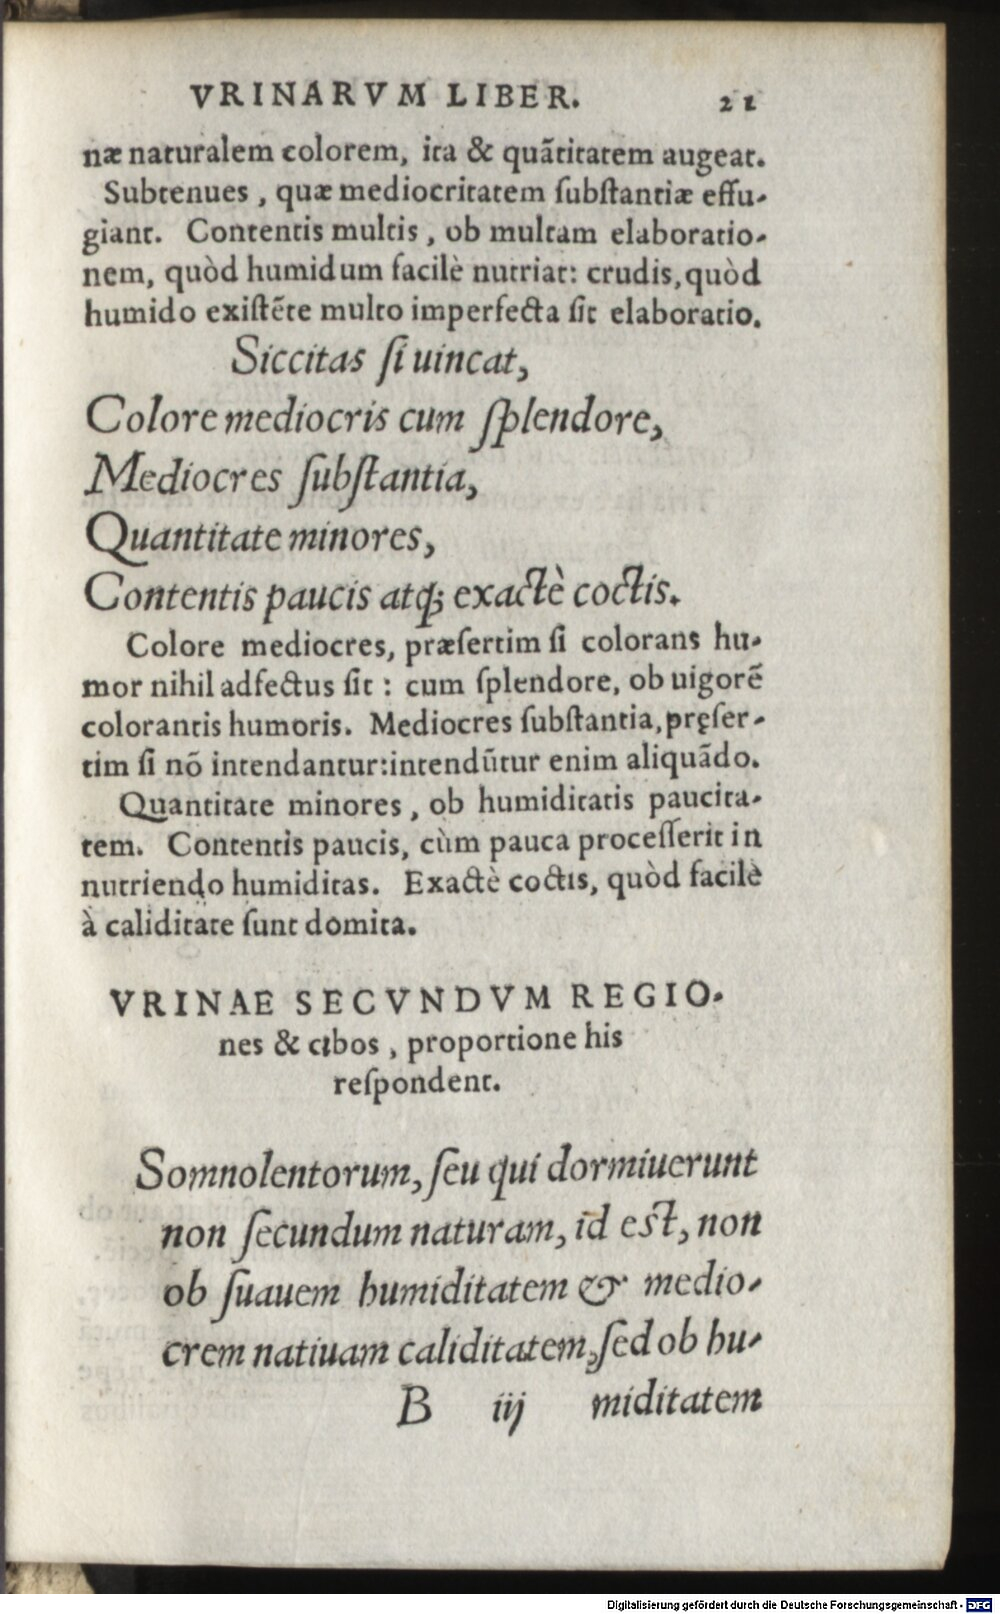 VRINARVM LIBER. 21
næ naturalem colorem, ita & quãtitatem augeat.
Subtenues, quæ mediocritatem ſubſtantiæ effu-
giant. Contentis multis, ob multam elaboratio-
nem, quòd humidum facilè nutriat: crudis, quòd
humido exiſtẽte multo imperfecta ſit elaboratio.
Siccitas ſi uincat,
Colore mediocris cum ſplendore,
Mediocres ſubſtantia,
Quantitate minores,
Contentis paucis atq; exactè coctis.
Colore mediocres, præſertim ſi colorans hu-
mor nihil adfectus ſit: cum ſplendore, ob uigorẽ
colorantis humoris. Mediocres ſubſtantia, pręſer-
tim ſi nõ intendantur: intendũtur enim aliquãdo.
Quantitate minores, ob humiditatis paucita-
tem. Contentis paucis, cùm pauca proceſſerit in
nutriendo humiditas. Exactè coctis, quòd facilè
à caliditate ſunt domita.
VRINAE SECVNDVM REGIO-
nes & cibos, proportione his
reſpondent.
Somnolentorum, ſeu qui dormiuerunt
non ſecundum naturam, id eſt, non
ob ſuauem humiditatem & medio-
crem natiuam caliditatem, ſed ob hu-
B iij miditatem
Digitalisierung gefördert durch die Deutsche Forschungsgemeinschaft - DFG